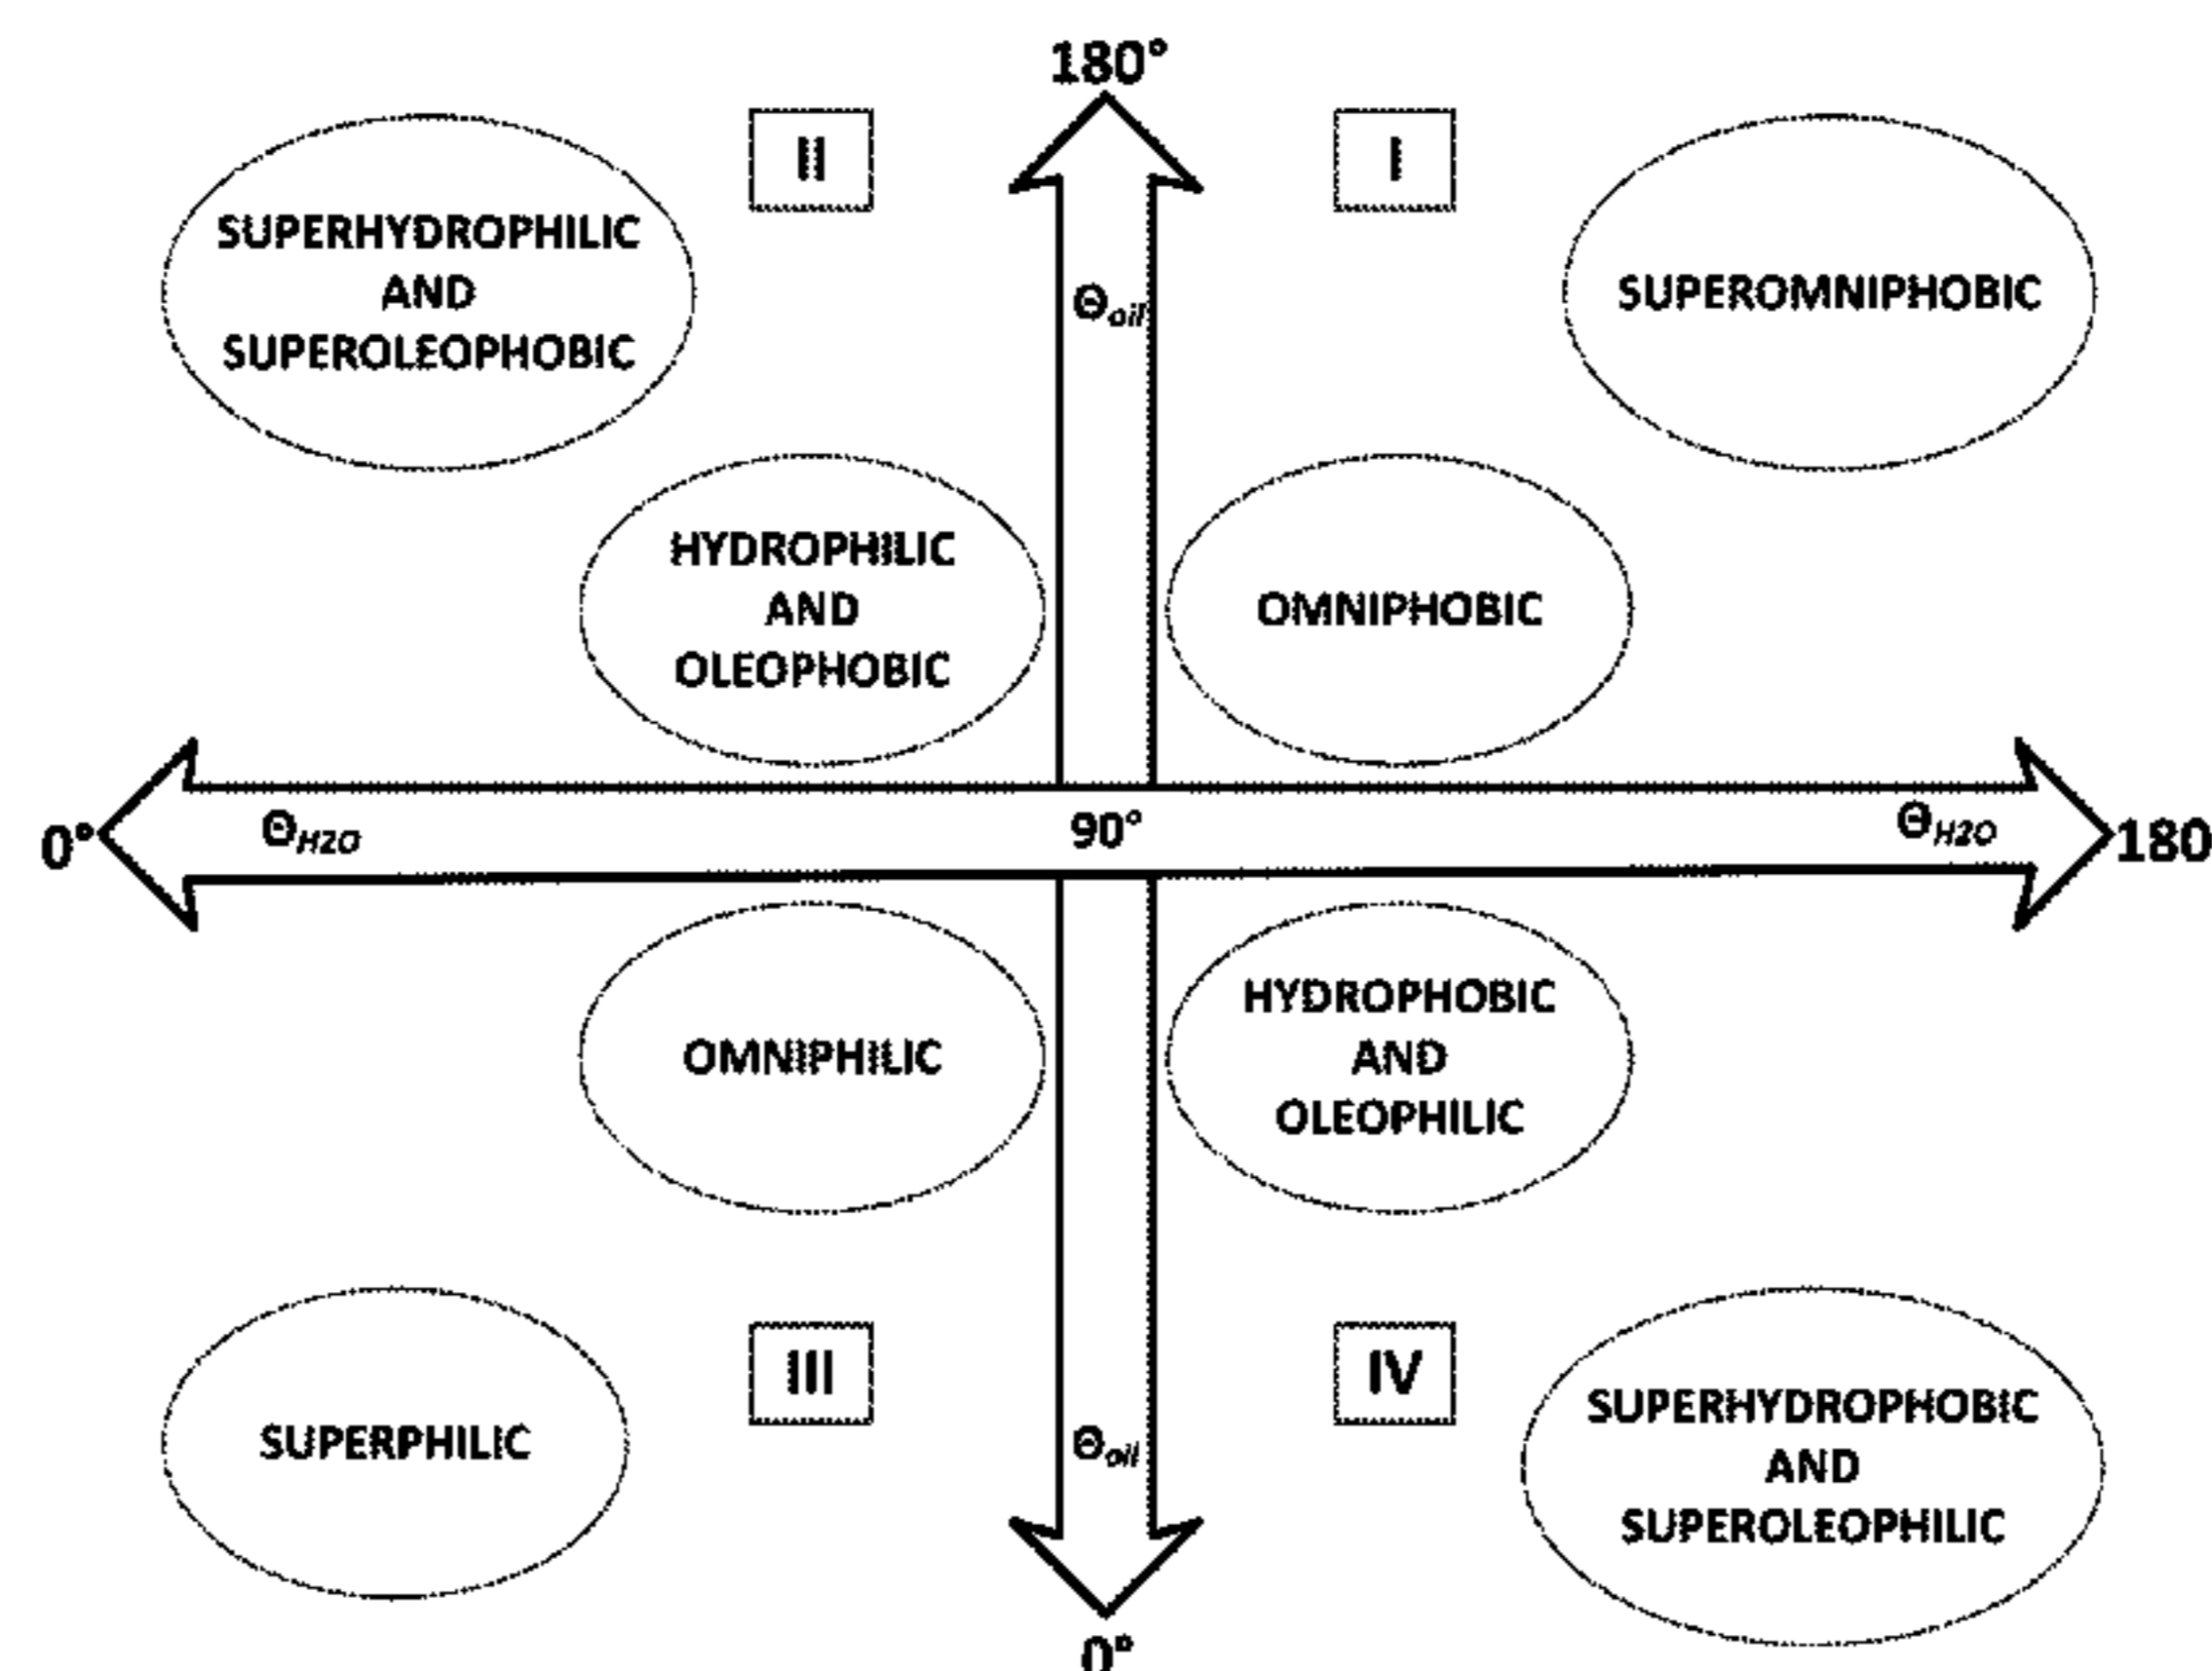 180°
II
I
SUPERHYDROPHILIC
AND
SUPEROLEOPHOBIC
Θoil
SUPEROMNIPHOBIC
HYDROPHILIC
AND
OLEOPHOBIC
OMNIPHOBIC
0°
ΘH2O
90°
ΘH2O
180
OMNIPHILIC
HYDROPHOBIC
AND
OLEOPHILIC
III
IV
SUPERPHILIC
Θoil
SUPERHYDROPHOBIC
AND
SUPEROLEOPHILIC
0°